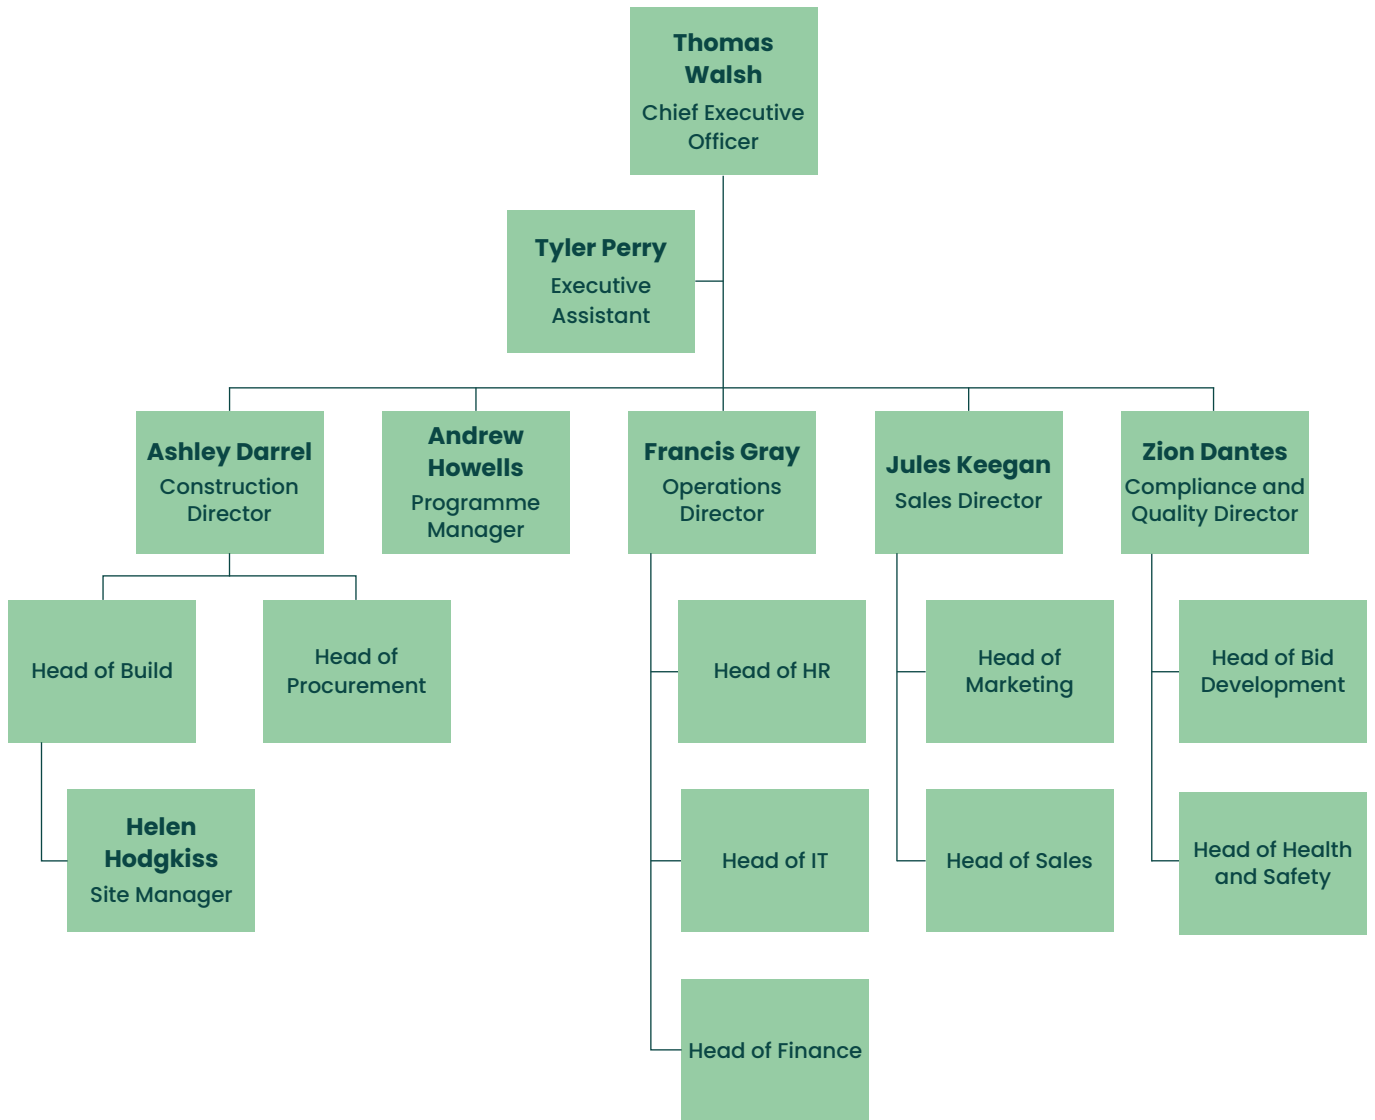 Thomas
Walsh
Chief Executive
Officer
Tyler Perry
Executive
Assistant
Ashley Darrel
Construction
Director
Andrew
Howells
Programme
Manager
Francis Gray
Operations
Director
Jules Keegan
Sales Director
Zion Dantes
Compliance and
Quality Director
Head of Build
Head of
Procurement
Head of HR
Head of
Marketing
Head of Bid
Development
Helen
Hodgkiss
Site Manager
Head of IT
Head of Sales
Head of Health
and Safety
Head of Finance